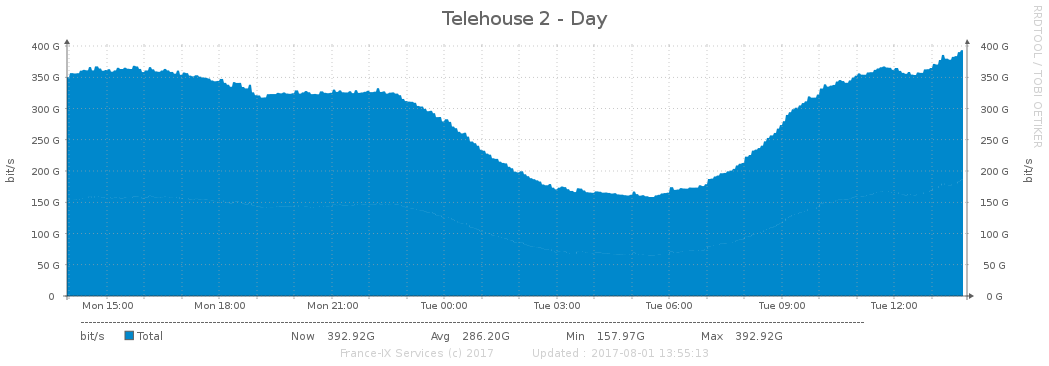 Telehouse 2 - Day
RRDTOOL / TOBI OETIKER
400 G 400 G
350 G 350 G
300 G 300 G
250 G 250 G
200 G 200 G
150 G 150 G
100 G 100 G
50 G 50 G
0 0 G
bit/s bit/s
Mon 15:00 Mon 18:00 Mon 21:00 Tue 00:00 Tue 03:00 Tue 06:00 Tue 09:00 Tue 12:00
bit/s Total Now 392.92G Avg 286.20G Min 157.97G Max 392.92G
France-IX Services (c) 2017 Updated : 2017-08-01 13:55:13